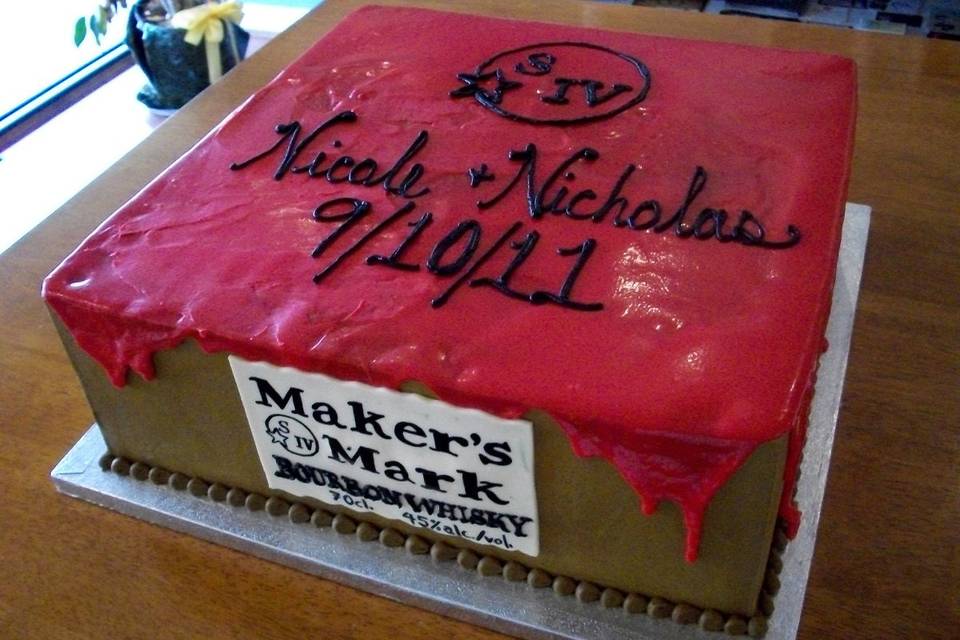 S
IV
Nicole + Nicholas
9/10/11
Maker's
S
IV
Mark
BOURBON WHISKY
70cl. 45% alc./vol.